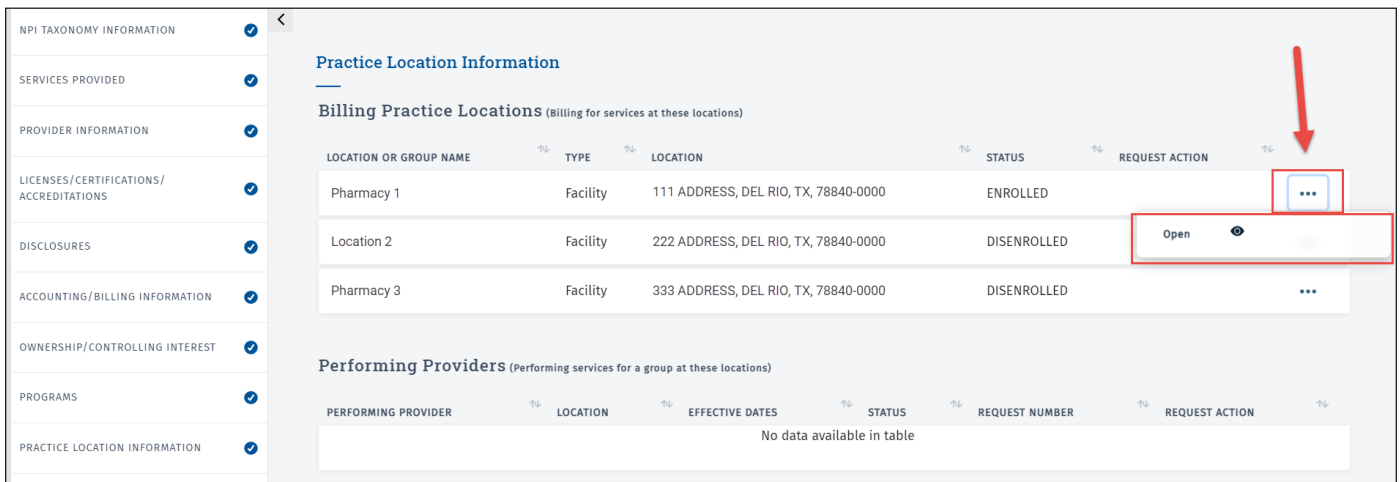 NPI TAXONOMY INFORMATION
SERVICES PROVIDED
PROVIDER INFORMATION
LICENSES/CERTIFICATIONS/
ACCREDITATIONS
DISCLOSURES
ACCOUNTING/BILLING INFORMATION
OWNERSHIP/CONTROLLING INTEREST
PROGRAMS
PRACTICE LOCATION INFORMATION
Practice Location Information
Billing Practice Locations (Billing for services at these locations)
LOCATION OR GROUP NAME TYPE LOCATION STATUS REQUEST ACTION
Pharmacy 1 Facility 111 ADDRESS, DEL RIO, TX, 78840-0000 ENROLLED
Location 2 Facility 222 ADDRESS, DEL RIO, TX, 78840-0000 DISENROLLED
Open
Pharmacy 3 Facility 333 ADDRESS, DEL RIO, TX, 78840-0000 DISENROLLED
Performing Providers (Performing services for a group at these locations)
PERFORMING PROVIDER LOCATION EFFECTIVE DATES STATUS REQUEST NUMBER REQUEST ACTION
No data available in table